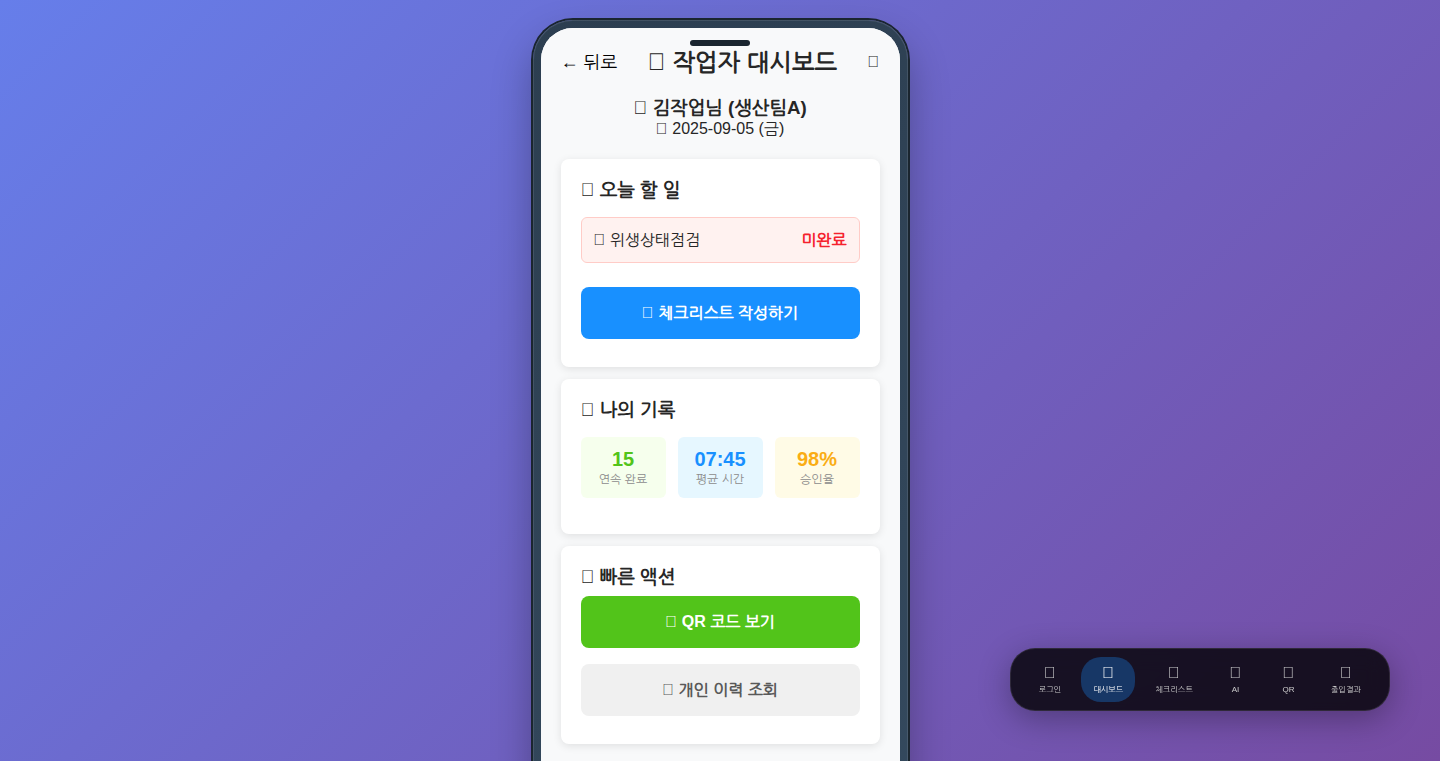 ← 뒤로
작업자 대시보드
김작업님 (생산팀A)
2025-09-05 (금)
오늘 할 일
위생상태점검 미완료
체크리스트 작성하기
나의 기록
15 07:45 98%
연속 완료 평균 시간 승인율
빠른 액션
QR 코드 보기
개인 이력 조회
로그인 대시보드 체크리스트 AI QR 출입결과